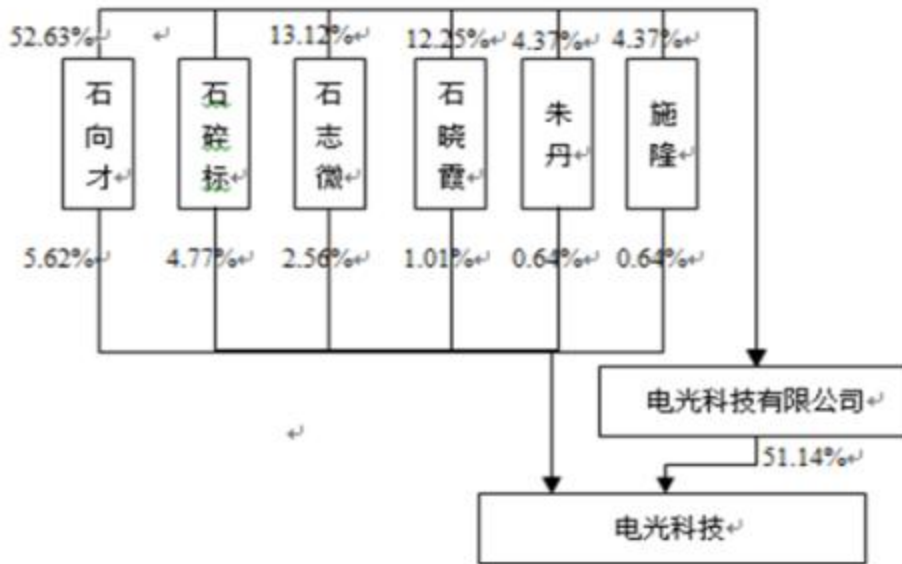 52.63% 13.12% 12.25% 4.37% 4.37%
石向才
石碎标
石志微
石晓霞
朱丹
施隆
5.62% 4.77% 2.56% 1.01% 0.64% 0.64%
电光科技有限公司
51.14%
电光科技